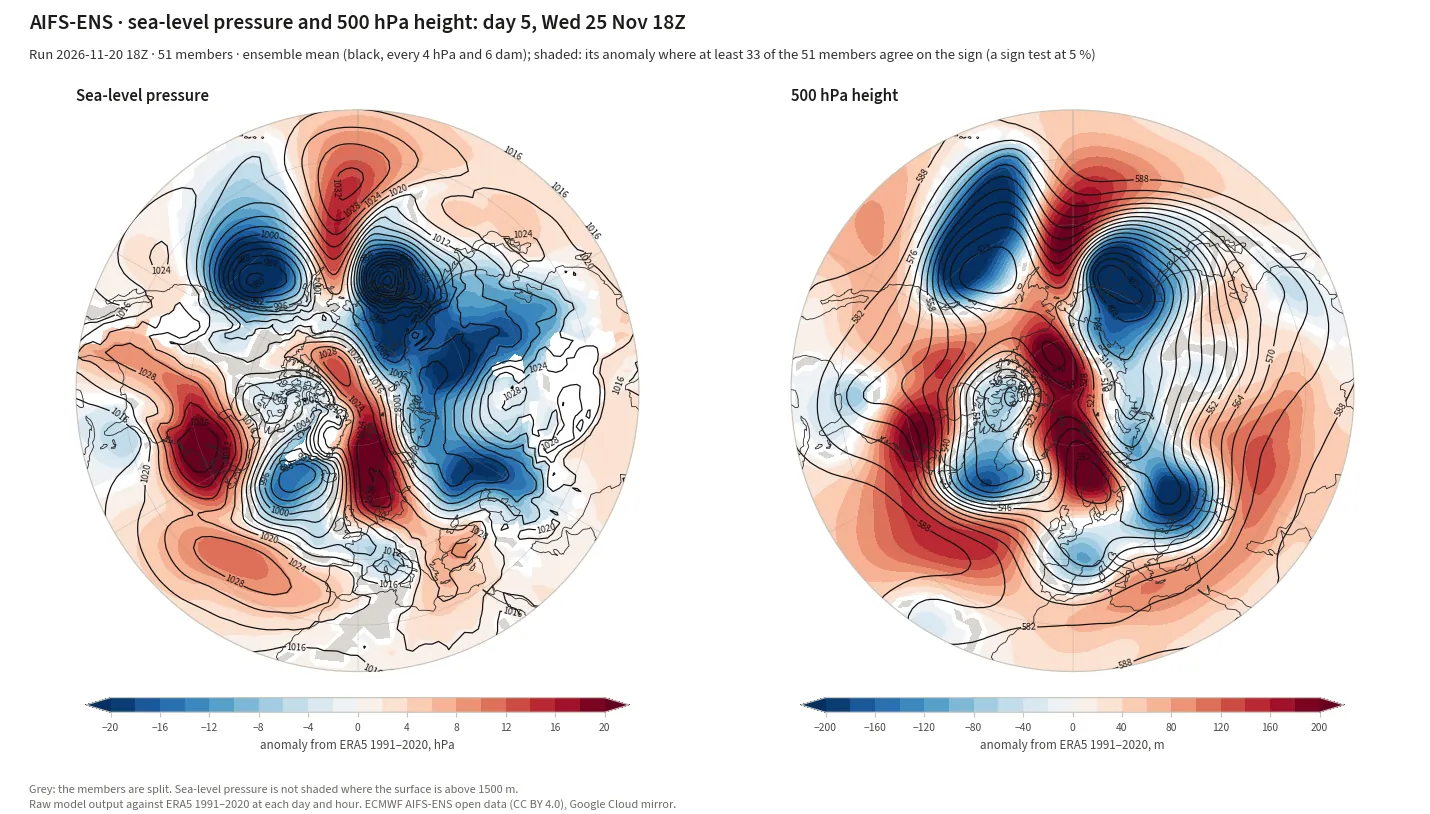 AIFS-ENS · sea-level pressure and 500 hPa height: day 5, Wed 25 Nov 18Z
Run 2026-11-20 18Z · 51 members · ensemble mean (black, every 4 hPa and 6 dam); shaded: its anomaly where at least 33 of the 51 members agree on the sign (a sign test at 5 %)
Sea-level pressure
500 hPa height
−20 −16 −12 −8 −4 0 4 8 12 16 20
anomaly from ERA5 1991–2020, hPa
−200 −160 −120 −80 −40 0 40 80 120 160 200
anomaly from ERA5 1991–2020, m
Grey: the members are split. Sea-level pressure is not shaded where the surface is above 1500 m.
Raw model output against ERA5 1991–2020 at each day and hour. ECMWF AIFS-ENS open data (CC BY 4.0), Google Cloud mirror.